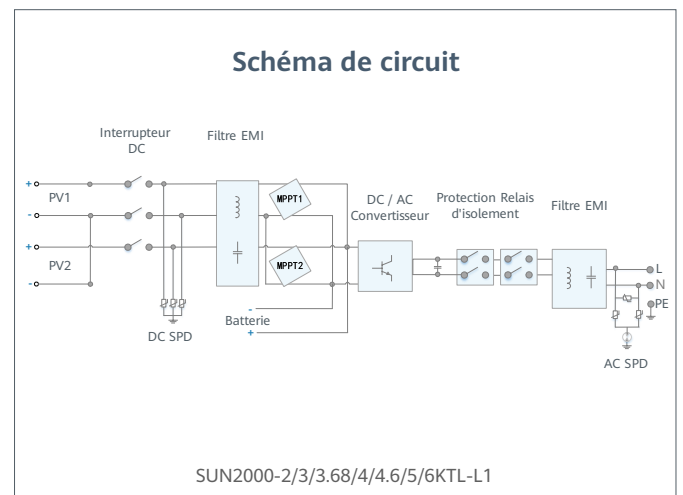 Schéma de circuit
Interrupteur
DC
Filtre EMI
+
PV1
-
+
PV2
-
MPPT1
MPPT2
DC / AC
Convertisseur
Protection Relais
d'isolement
Filtre EMI
L
N
PE
-
Batterie
+
DC SPD
AC SPD
SUN2000-2/3/3.68/4/4.6/5/6KTL-L1